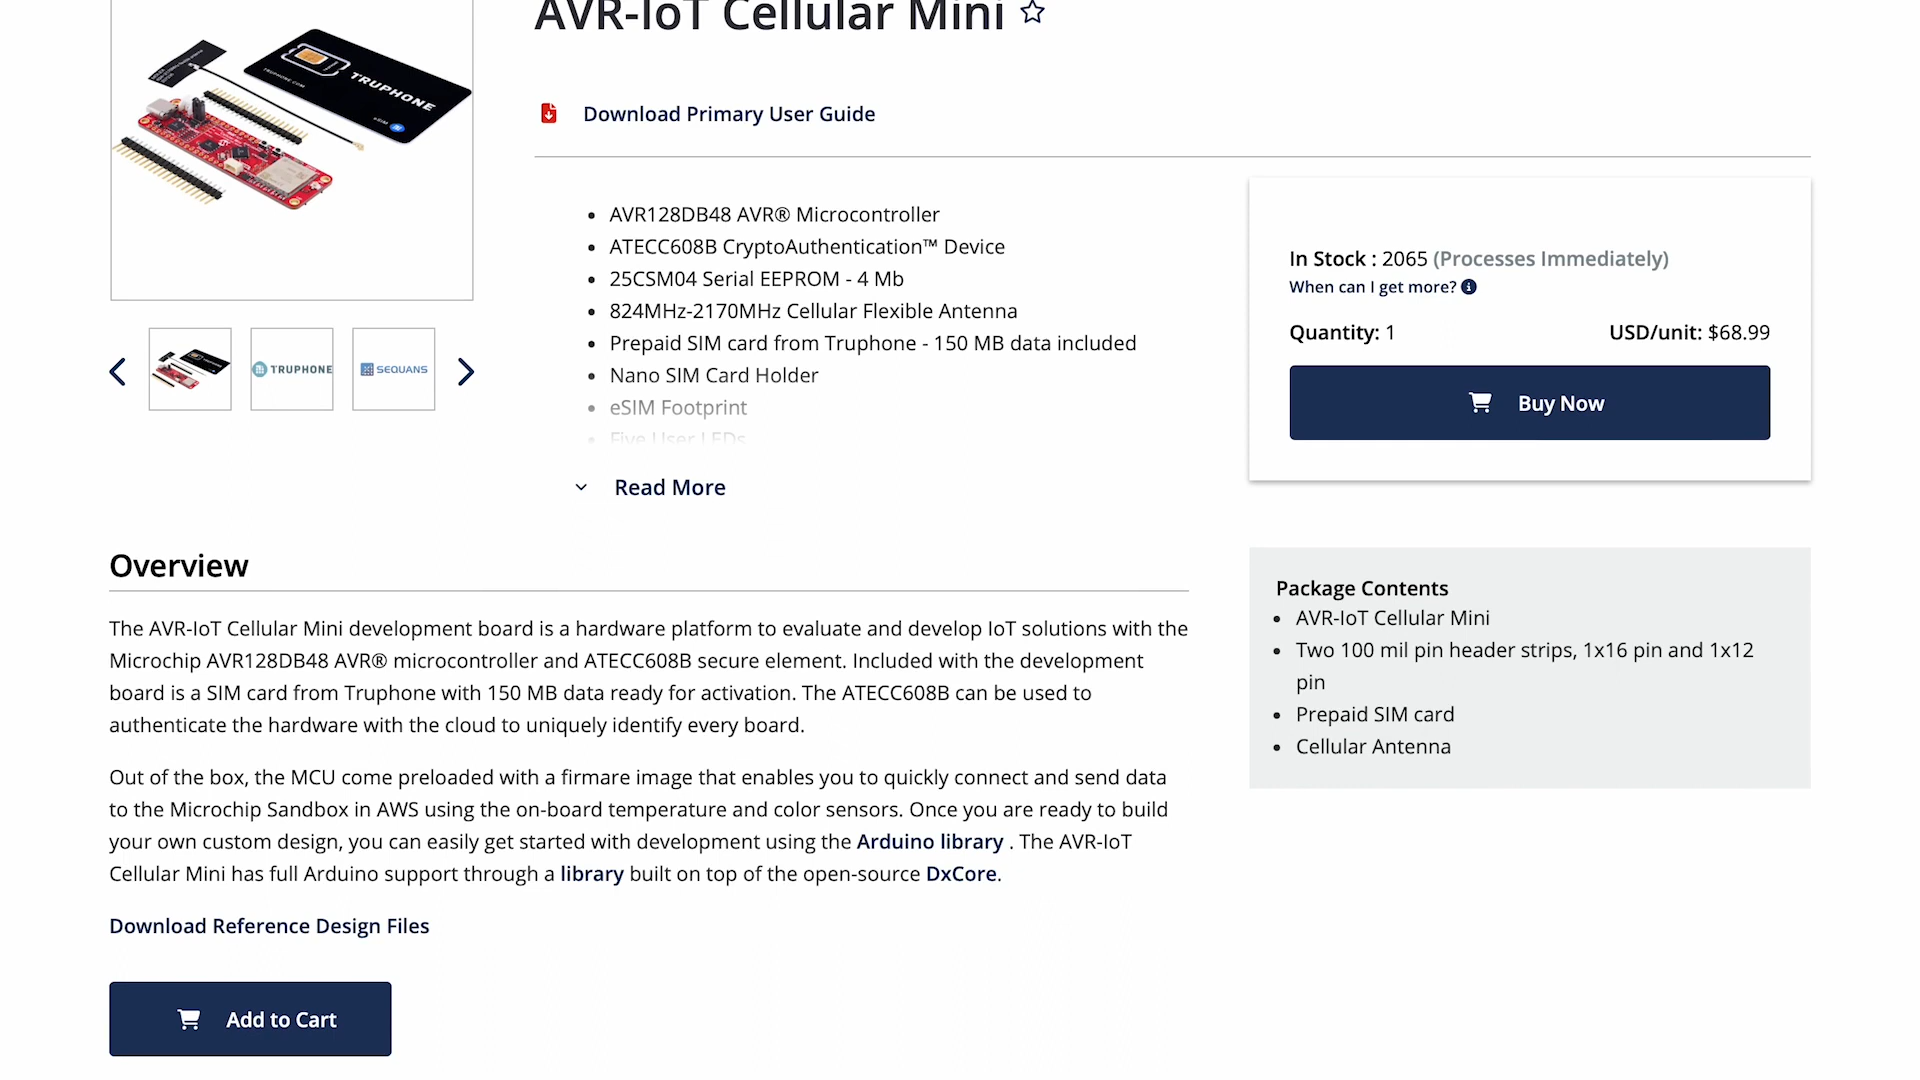 AVR-IoT Cellular Mini
TRUPHONE
TRUPHONE.COM
eSIM
Download Primary User Guide
AVR128DB48 AVR® Microcontroller
ATECC608B CryptoAuthentication™ Device
25CSM04 Serial EEPROM - 4 Mb
824MHz-2170MHz Cellular Flexible Antenna
Prepaid SIM card from Truphone - 150 MB data included
Nano SIM Card Holder
eSIM Footprint
Five User LEDs
Read More
TRUPHONE
SEQUANS
In Stock : 2065 (Processes Immediately)
When can I get more?
Quantity: 1 USD/unit: $68.99
Buy Now
Overview
The AVR-IoT Cellular Mini development board is a hardware platform to evaluate and develop IoT solutions with the
Microchip AVR128DB48 AVR® microcontroller and ATECC608B secure element. Included with the development
board is a SIM card from Truphone with 150 MB data ready for activation. The ATECC608B can be used to
authenticate the hardware with the cloud to uniquely identify every board.
Out of the box, the MCU come preloaded with a firmare image that enables you to quickly connect and send data
to the Microchip Sandbox in AWS using the on-board temperature and color sensors. Once you are ready to build
your own custom design, you can easily get started with development using the Arduino library . The AVR-IoT
Cellular Mini has full Arduino support through a library built on top of the open-source DxCore.
Download Reference Design Files
Add to Cart
Package Contents
AVR-IoT Cellular Mini
Two 100 mil pin header strips, 1x16 pin and 1x12
pin
Prepaid SIM card
Cellular Antenna